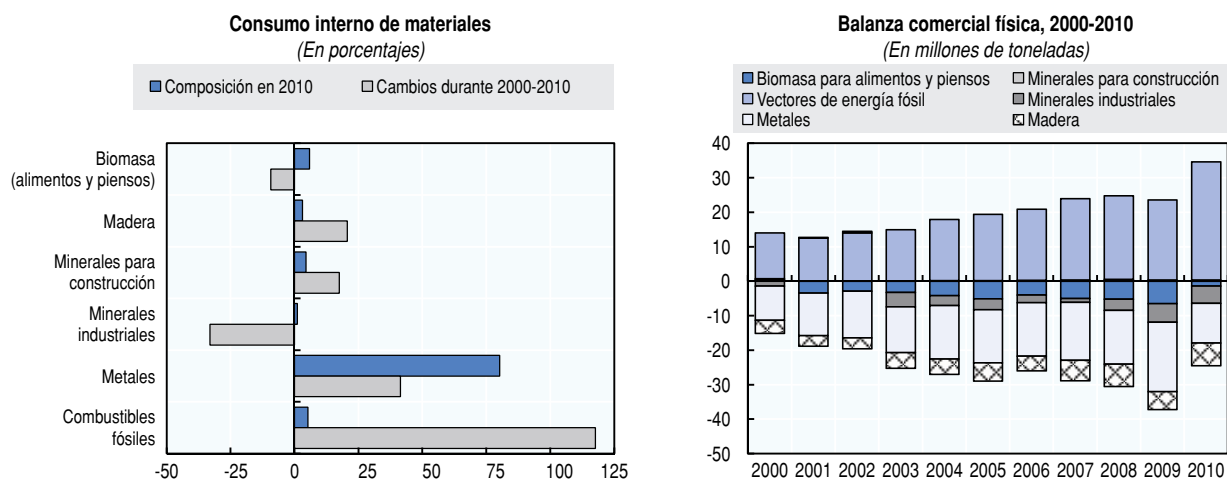 Consumo interno de materiales
(En porcentajes)
Composición en 2010
Cambios durante 2000-2010
Biomasa
(alimentos y piensos)
Madera
Minerales para
construcción
Minerales
industriales
Metales
Combustibles
fósiles
-50 -25 0 25 50 75 100 125
Balanza comercial física, 2000-2010
(En millones de toneladas)
Biomasa para alimentos y piensos
Minerales para construcción
Vectores de energía fósil
Minerales industriales
Metales
Madera
40
30
20
10
0
-10
-20
-30
-40
-50
2000 2001 2002 2003 2004 2005 2006 2007 2008 2009 2010